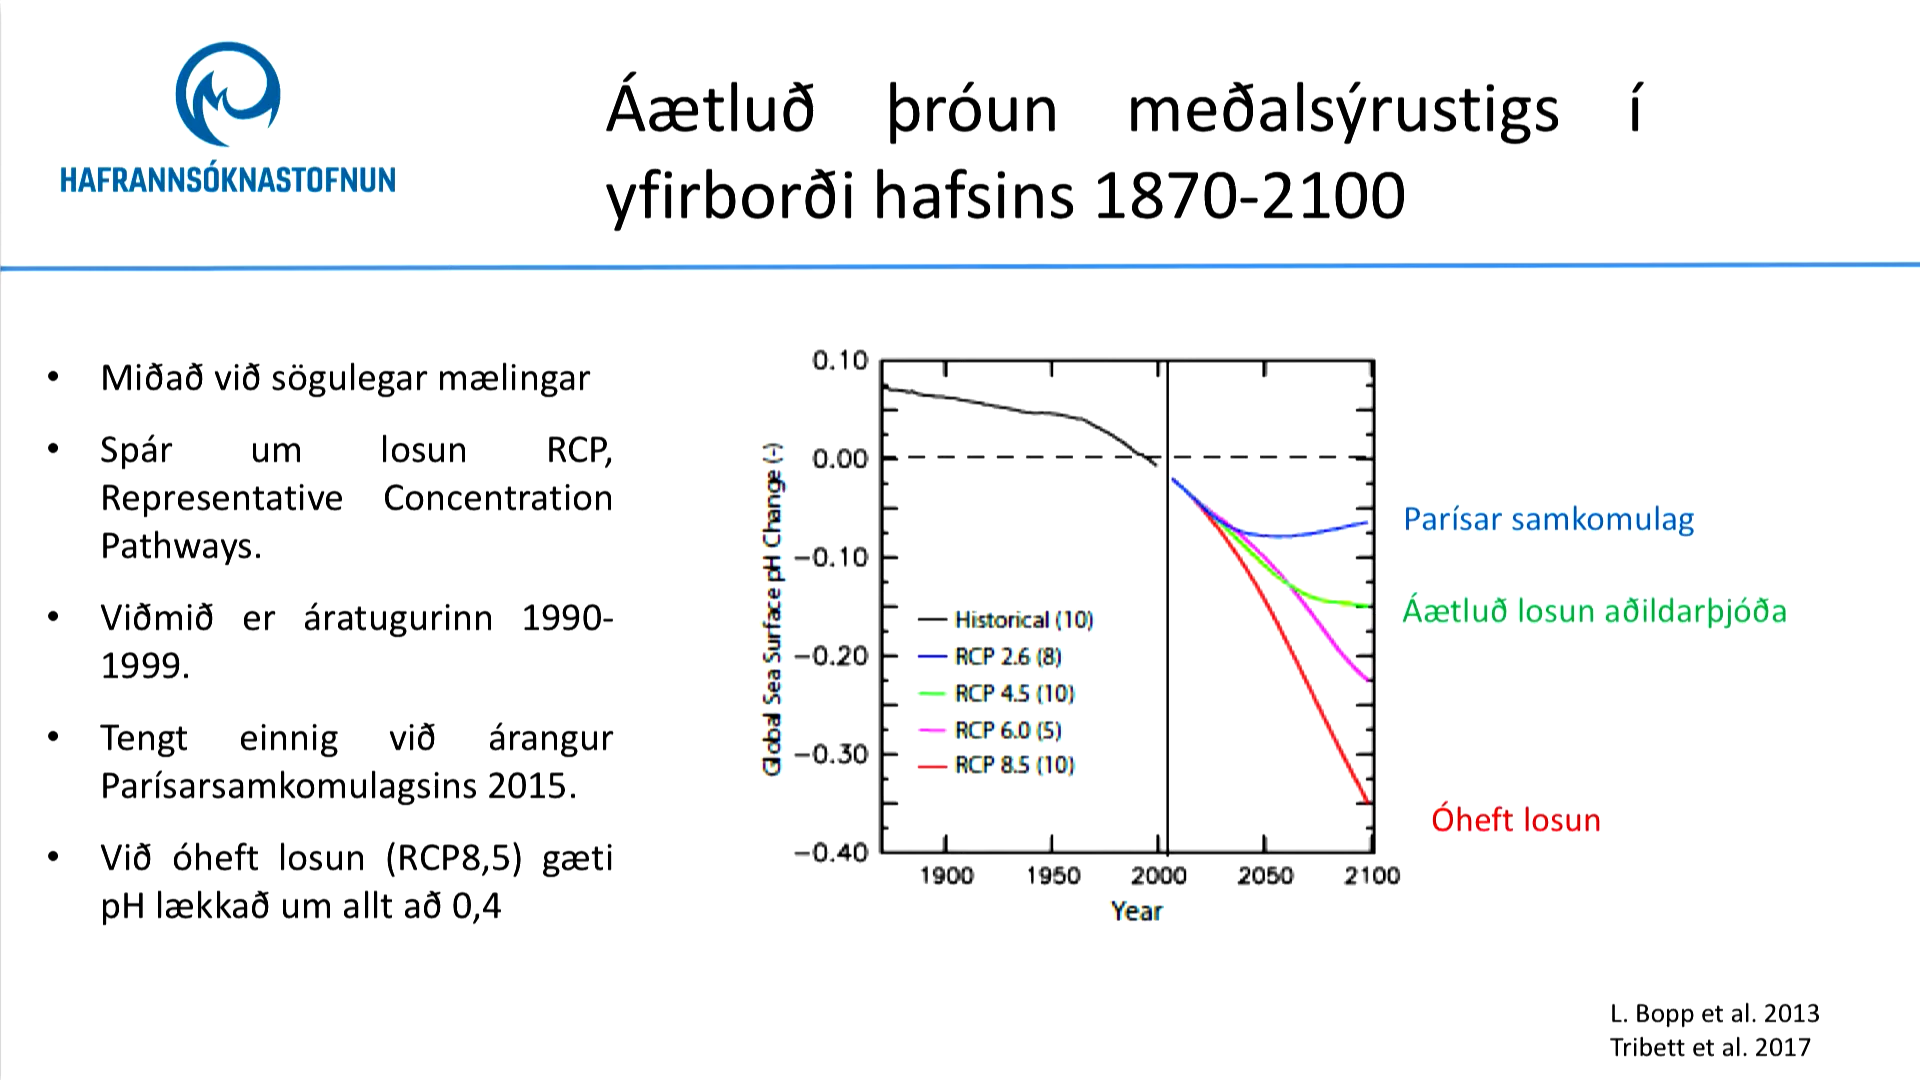 HAFRANNSÓKNASTOFNUN
Áætluð þróun meðalsýrustigs í
yfirborði hafsins 1870-2100
• Miðað við sögulegar mælingar
• Spár um losun RCP,
Representative Concentration
Pathways.
• Viðmið er áratugurinn 1990-
1999.
• Tengt einnig við árangur
Parísarsamkomulagsins 2015.
• Við óheft losun (RCP8,5) gæti
pH lækkað um allt að 0,4
Global Sea Surface pH Change (-)
0.10
0.00
−0.10
−0.20
−0.30
−0.40
Historical (10)
RCP 2.6 (8)
RCP 4.5 (10)
RCP 6.0 (5)
RCP 8.5 (10)
1900 1950 2000 2050 2100
Year
Parísar samkomulag
Áætluð losun aðildarþjóða
Óheft losun
L. Bopp et al. 2013
Tribett et al. 2017